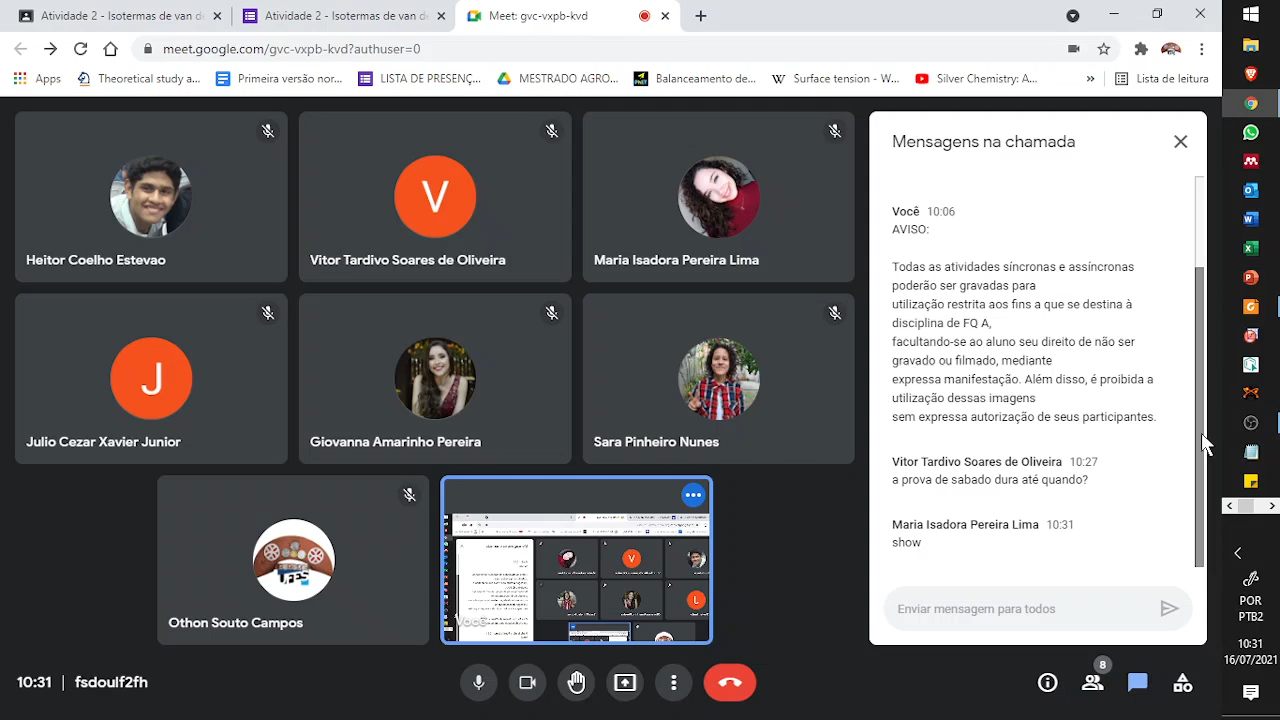 Atividade 2 - Isotermas de van d
Atividade 2 - Isotermas de van de
Meet: gvc-vxpb-kvd
meet.google.com/gvc-vxpb-kvd?authuser=0
Apps
Theoretical study a...
Primeira versão nor...
LISTA DE PRESENÇ...
MESTRADO AGRO...
Balanceamento de...
Surface tension - W...
Silver Chemistry: A...
»
Lista de leitura
Heitor Coelho Estevao
V
Vitor Tardivo Soares de Oliveira
Maria Isadora Pereira Lima
J
Julio Cezar Xavier Junior
Giovanna Amarinho Pereira
Sara Pinheiro Nunes
Othon Souto Campos
Você
V
L
Mensagens na chamada
Você 10:06
AVISO:
Todas as atividades síncronas e assíncronas
poderão ser gravadas para
utilização restrita aos fins a que se destina à
disciplina de FQ A,
facultando-se ao aluno seu direito de não ser
gravado ou filmado, mediante
expressa manifestação. Além disso, é proibida a
utilização dessas imagens
sem expressa autorização de seus participantes.
Vitor Tardivo Soares de Oliveira 10:27
a prova de sabado dura até quando?
Maria Isadora Pereira Lima 10:31
show
Enviar mensagem para todos
10:31 | fsdoulf2fh
8
POR
PTB2
10:31
16/07/2021